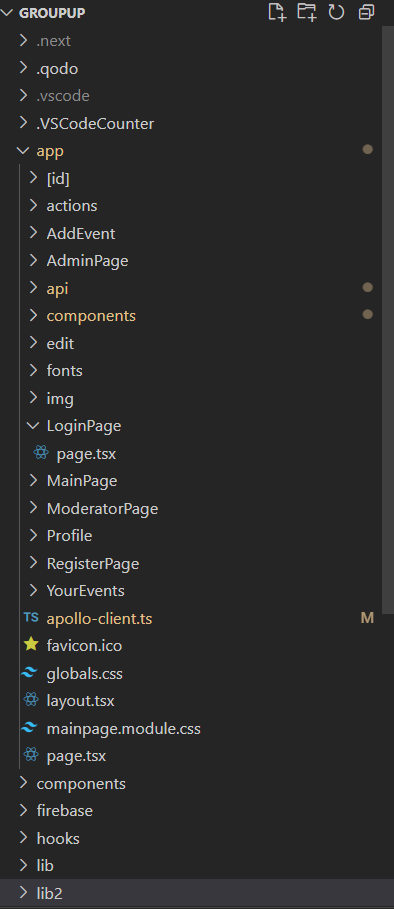 GROUPUP
.next
.qodo
.vscode
.VSCodeCounter
app
[id]
actions
AddEvent
AdminPage
api
components
edit
fonts
img
LoginPage
page.tsx
MainPage
ModeratorPage
Profile
RegisterPage
YourEvents
TS apollo-client.ts M
favicon.ico
globals.css
layout.tsx
mainpage.module.css
page.tsx
components
firebase
hooks
lib
lib2